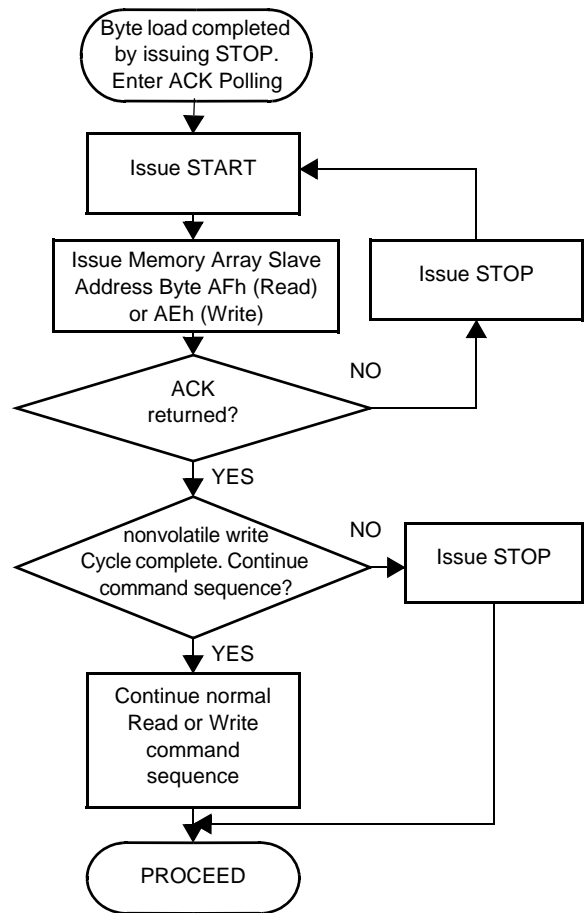 Byte load completed
by issuing STOP.
Enter ACK Polling
Issue START
Issue Memory Array Slave
Address Byte AFh (Read)
or AEh (Write)
Issue STOP
ACK
returned?
NO
YES
nonvolatile write
Cycle complete. Continue
command sequence?
NO
Issue STOP
YES
Continue normal
Read or Write
command
sequence
PROCEED